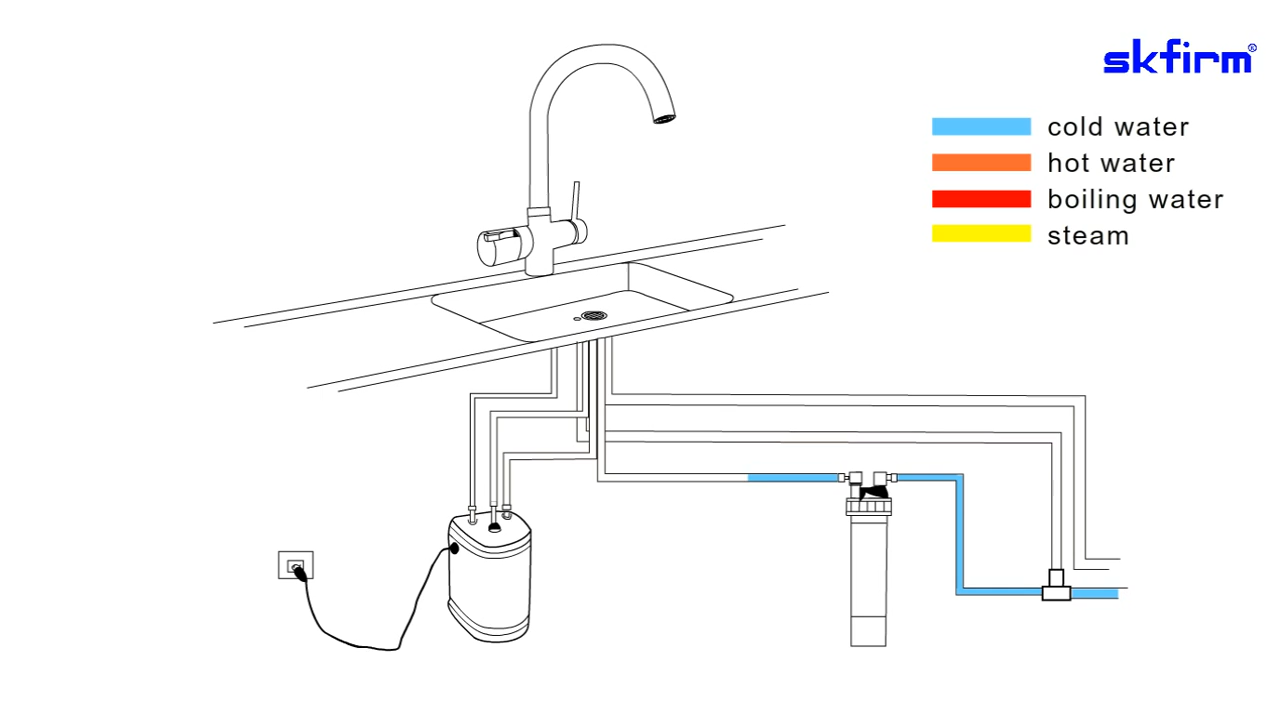 skfirm®
cold water
hot water
boiling water
steam